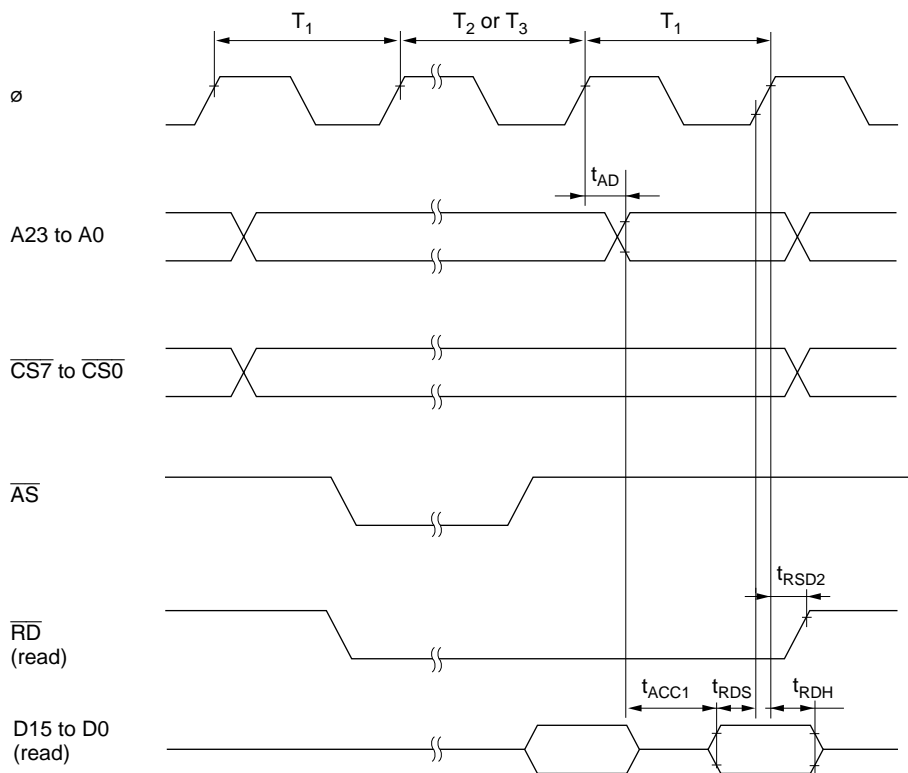 T1 T2 or T3 T1
ø
tAD
A23 to A0
CS7 to CS0
AS
tRSD2
RD
(read)
tACC1 tRDS tRDH
D15 to D0
(read)